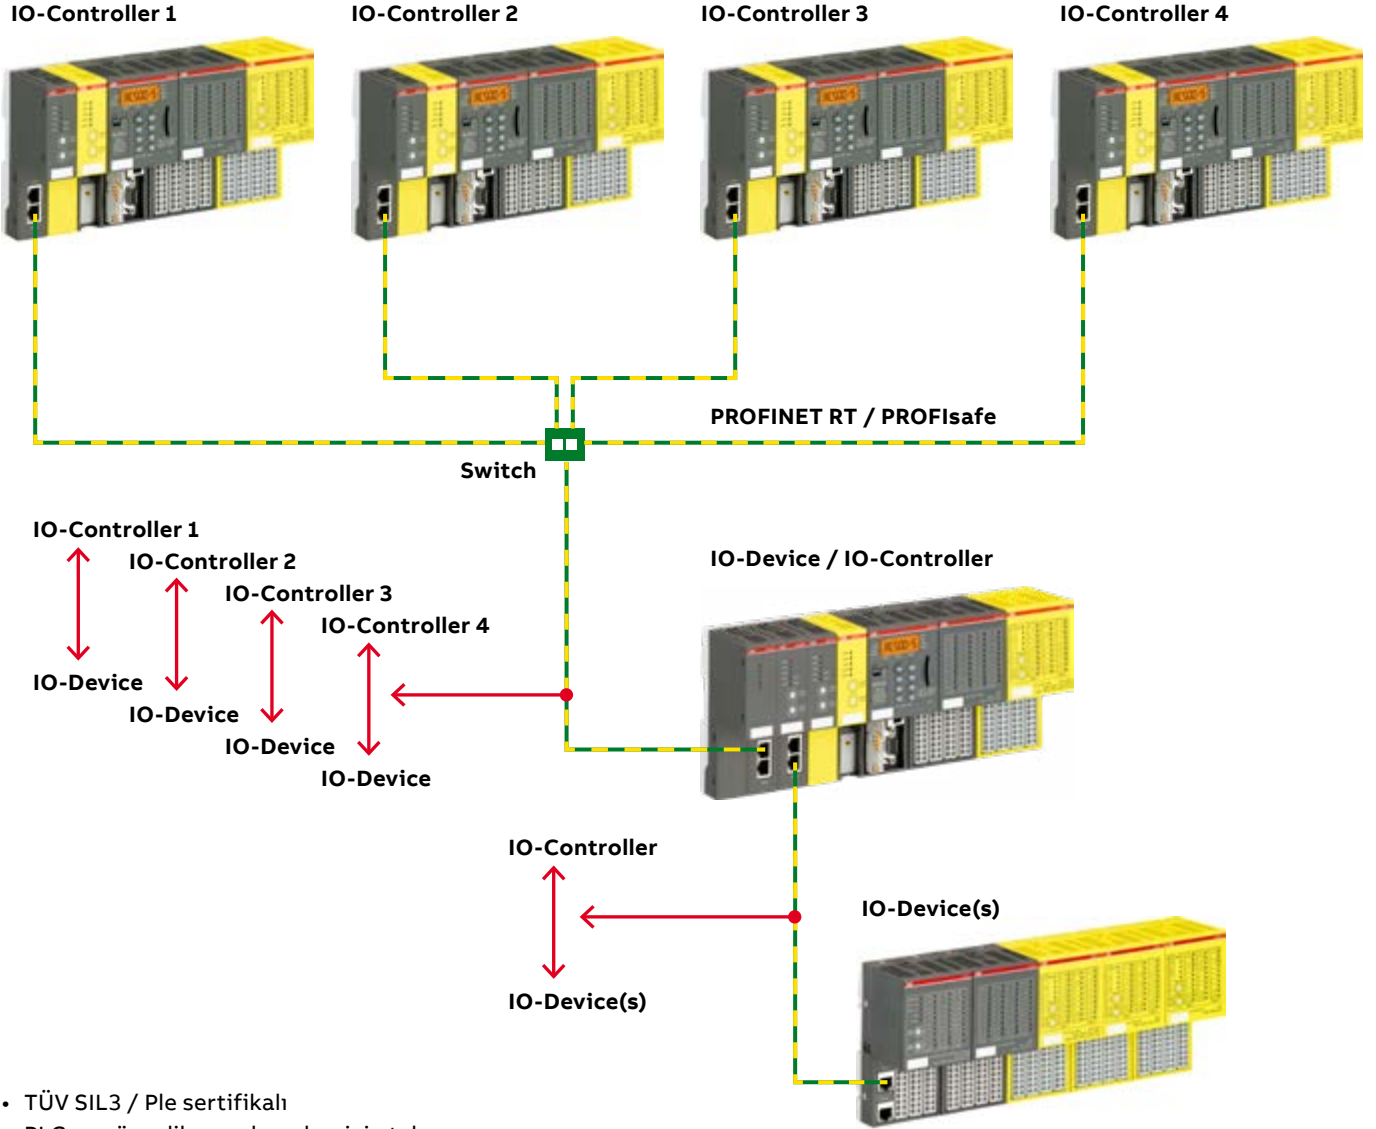 IO-Controller 1
IO-Controller 2
IO-Controller 3
IO-Controller 4
PROFINET RT / PROFIsafe
Switch
IO-Controller 1
IO-Controller 2
IO-Controller 3
IO-Controller 4
IO-Device
IO-Device
IO-Device
IO-Device
IO-Device / IO-Controller
IO-Controller
IO-Device(s)
IO-Device(s)
• TÜV SIL3 / Ple sertifikalı